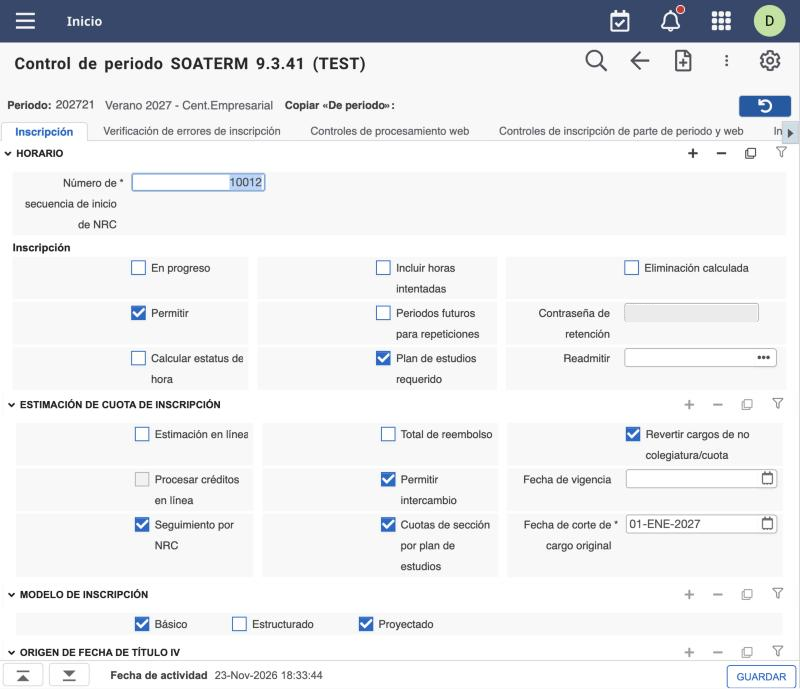 Inicio
D
Control de periodo SOATERM 9.3.41 (TEST)
Periodo: 202721 Verano 2027 - Cent.Empresarial Copiar «De periodo»:
Inscripción Verificación de errores de inscripción Controles de procesamiento web Controles de inscripción de parte de periodo y web In
HORARIO
Número de * 10012
secuencia de inicio
de NRC
Inscripción
En progreso
Incluir horas
intentadas
Eliminación calculada
Permitir
Periodos futuros
para repeticiones
Contraseña de
retención
Calcular estatus de
hora
Plan de estudios
requerido
Readmitir
ESTIMACIÓN DE CUOTA DE INSCRIPCIÓN
Estimación en línea
Total de reembolso
Revertir cargos de no
colegiatura/cuota
Procesar créditos
en línea
Permitir
intercambio
Fecha de vigencia
Seguimiento por
NRC
Cuotas de sección
por plan de
estudios
Fecha de corte de * 01-ENE-2027
cargo original
MODELO DE INSCRIPCIÓN
Básico Estructurado Proyectado
ORIGEN DE FECHA DE TÍTULO IV
Fecha de actividad 23-Nov-2026 18:33:44
GUARDAR